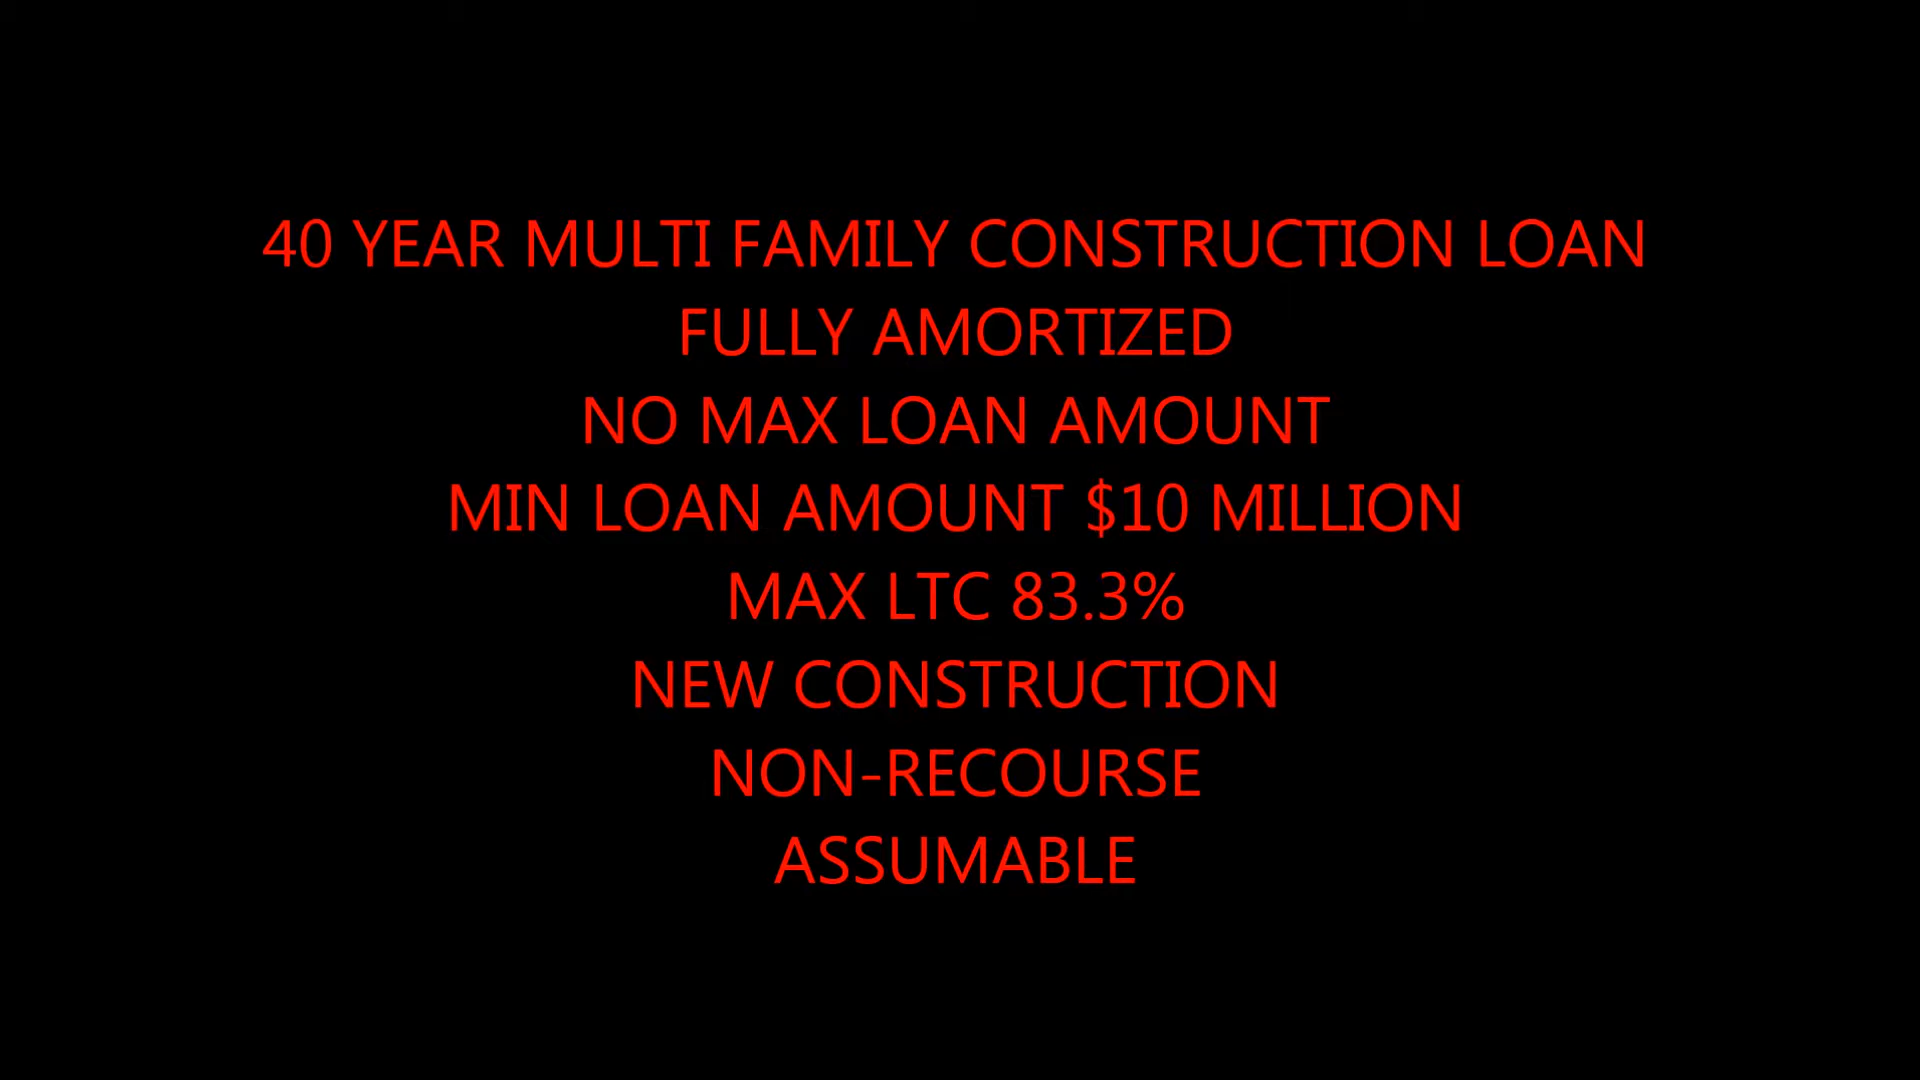 40 YEAR MULTI FAMILY CONSTRUCTION LOAN
FULLY AMORTIZED
NO MAX LOAN AMOUNT
MIN LOAN AMOUNT $10 MILLION
MAX LTC 83.3%
NEW CONSTRUCTION
NON-RECOURSE
ASSUMABLE